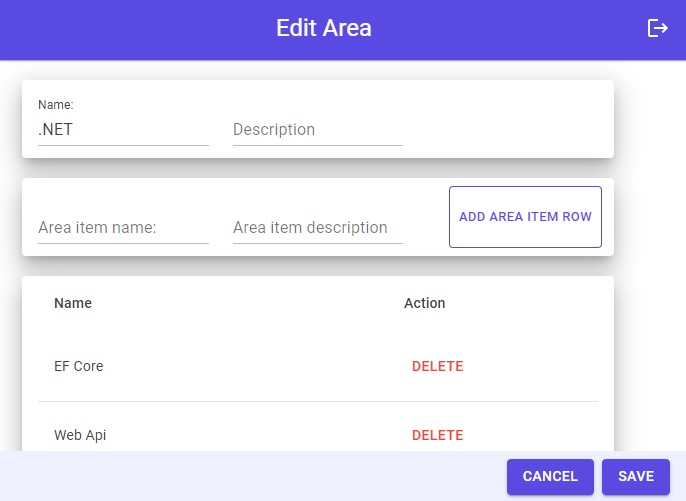 Edit Area
Name:
.NET Description
Area item name: Area item description ADD AREA ITEM ROW
Name Action
EF Core DELETE
Web Api DELETE
CANCEL SAVE